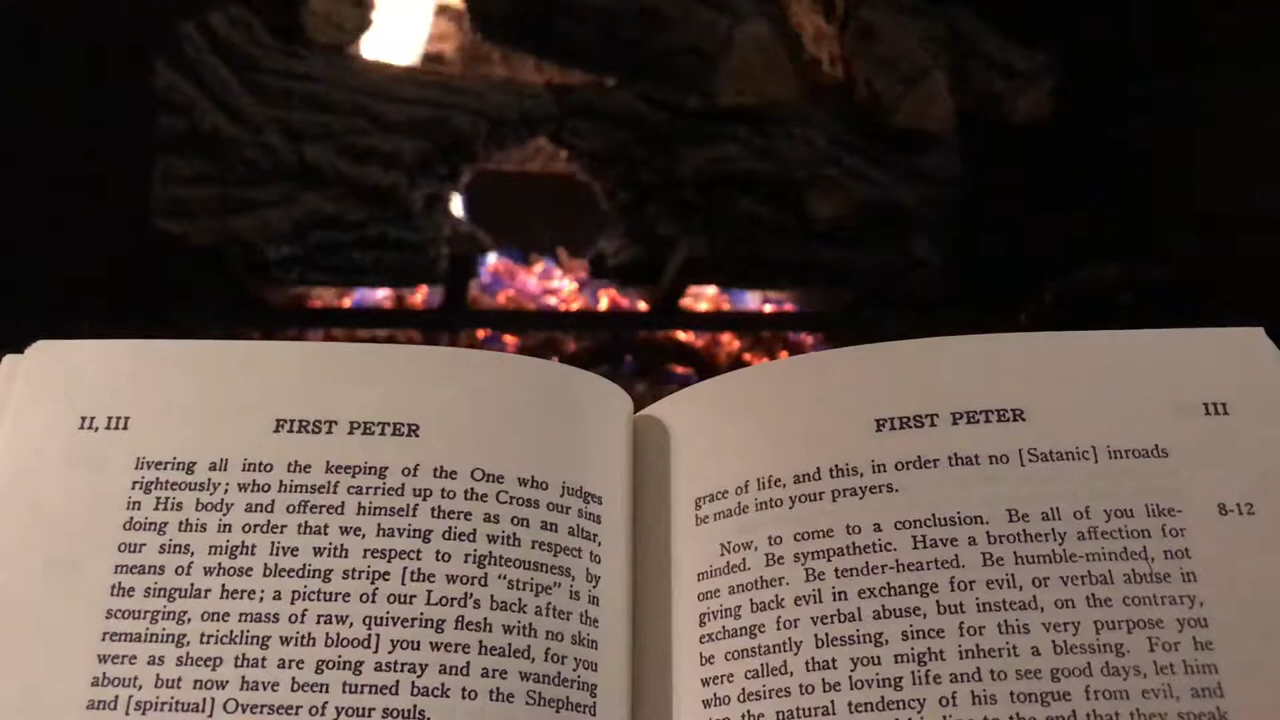 II, III
FIRST PETER
livering all into the keeping of the One who judges
righteously; who himself carried up to the Cross our sins
in His body and offered himself there as on an altar,
doing this in order that we, having died with respect to
our sins, might live with respect to righteousness, by
means of whose bleeding stripe [the word "stripe" is in
the singular here; a picture of our Lord's back after the
scourging, one mass of raw, quivering flesh with no skin
remaining, trickling with blood] you were healed, for you
were as sheep that are going astray and are wandering
about, but now have been turned back to the Shepherd
and [spiritual] Overseer of your souls.
FIRST PETER
III
grace of life, and this, in order that no [Satanic] inroads
be made into your prayers.
Now, to come to a conclusion. Be all of you like-
8-12
minded. Be sympathetic. Have a brotherly affection for
one another. Be tender-hearted. Be humble-minded, not
giving back evil in exchange for evil, or verbal abuse in
exchange for verbal abuse, but instead, on the contrary,
be constantly blessing, since for this very purpose you
were called, that you might inherit a blessing. For he
who desires to be loving life and to see good days, let him
the natural tendency of his tongue from evil, and
to the end that they speak